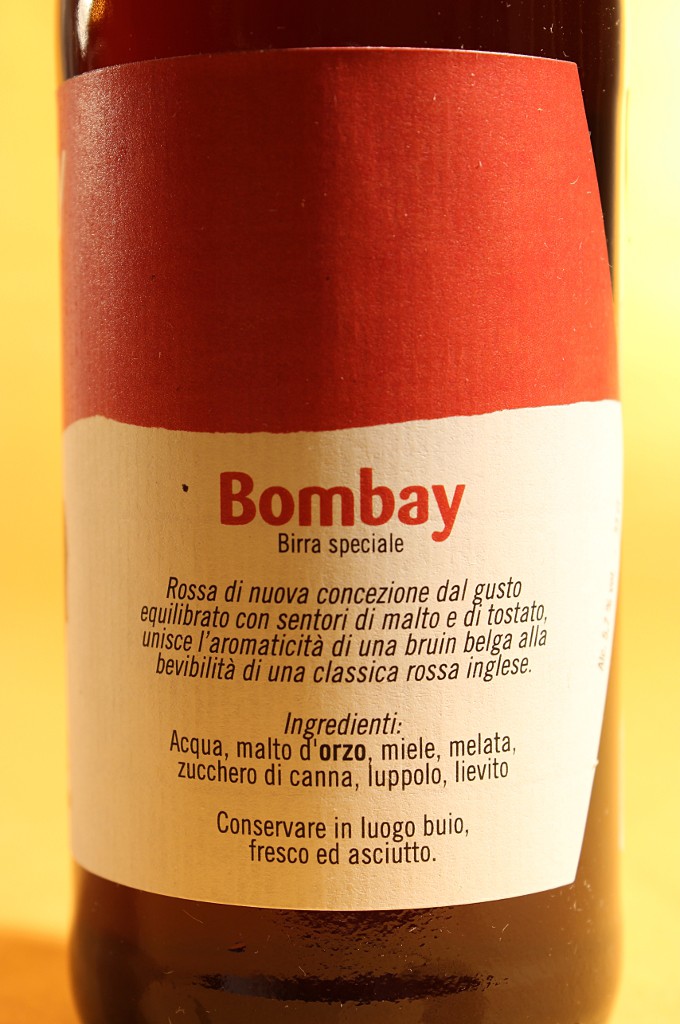 Bombay
Birra speciale
Rossa di nuova concezione dal gusto
equilibrato con sentori di malto e di tostato,
unisce l'aromaticità di una bruin belga alla
bevibilità di una classica rossa inglese.
Ingredienti:
Acqua, malto d'orzo, miele, melata,
zucchero di canna, luppolo, lievito
Conservare in luogo buio,
fresco ed asciutto.